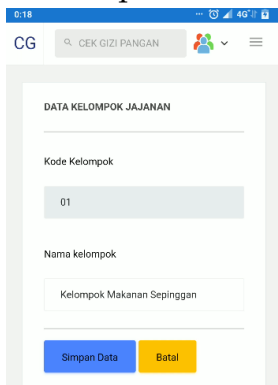 0:18 ... 4G
CG CEK GIZI PANGAN
DATA KELOMPOK JAJANAN
Kode Kelompok
01
Nama kelompok
Kelompok Makanan Sepinggan
Simpan Data Batal